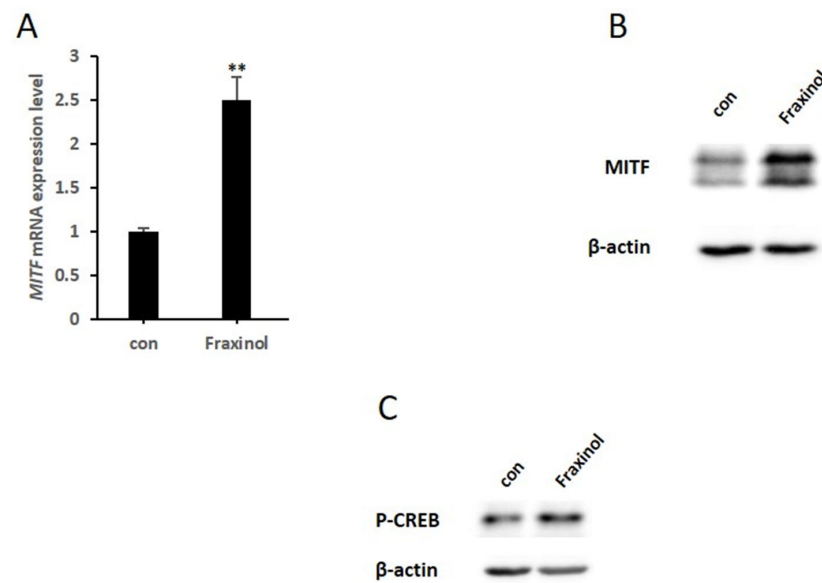 A
3
2.5
2
1.5
1
0.5
0
MITF mRNA expression level
**
con
Fraxinol
B
con
Fraxinol
MITF
β-actin
C
con
Fraxinol
P-CREB
β-actin